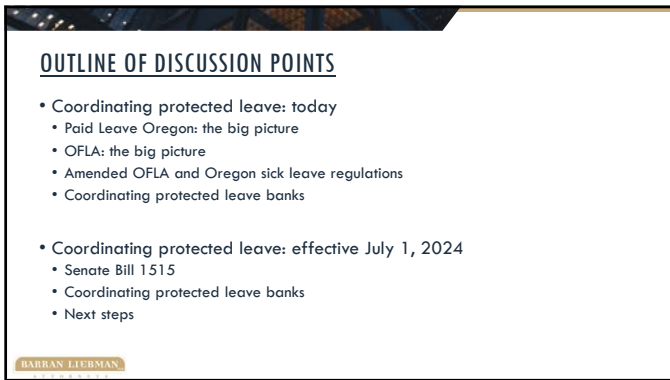 OUTLINE OF DISCUSSION POINTS
• Coordinating protected leave: today
• Paid Leave Oregon: the big picture
• OFLA: the big picture
• Amended OFLA and Oregon sick leave regulations
• Coordinating protected leave banks
• Coordinating protected leave: effective July 1, 2024
• Senate Bill 1515
• Coordinating protected leave banks
• Next steps
BARRAN LIEBMAN
ATTORNEYS